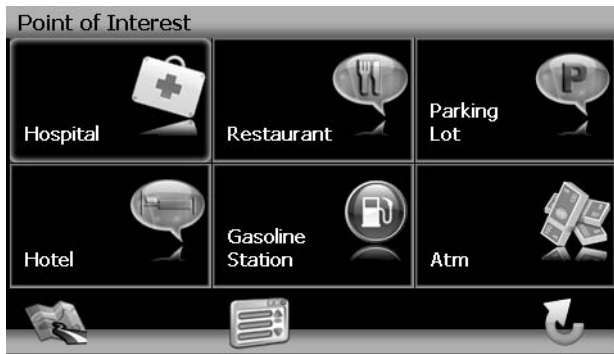 Point of Interest
Hospital
Restaurant
P
Parking
Lot
Hotel
Gasoline
Station
Atm